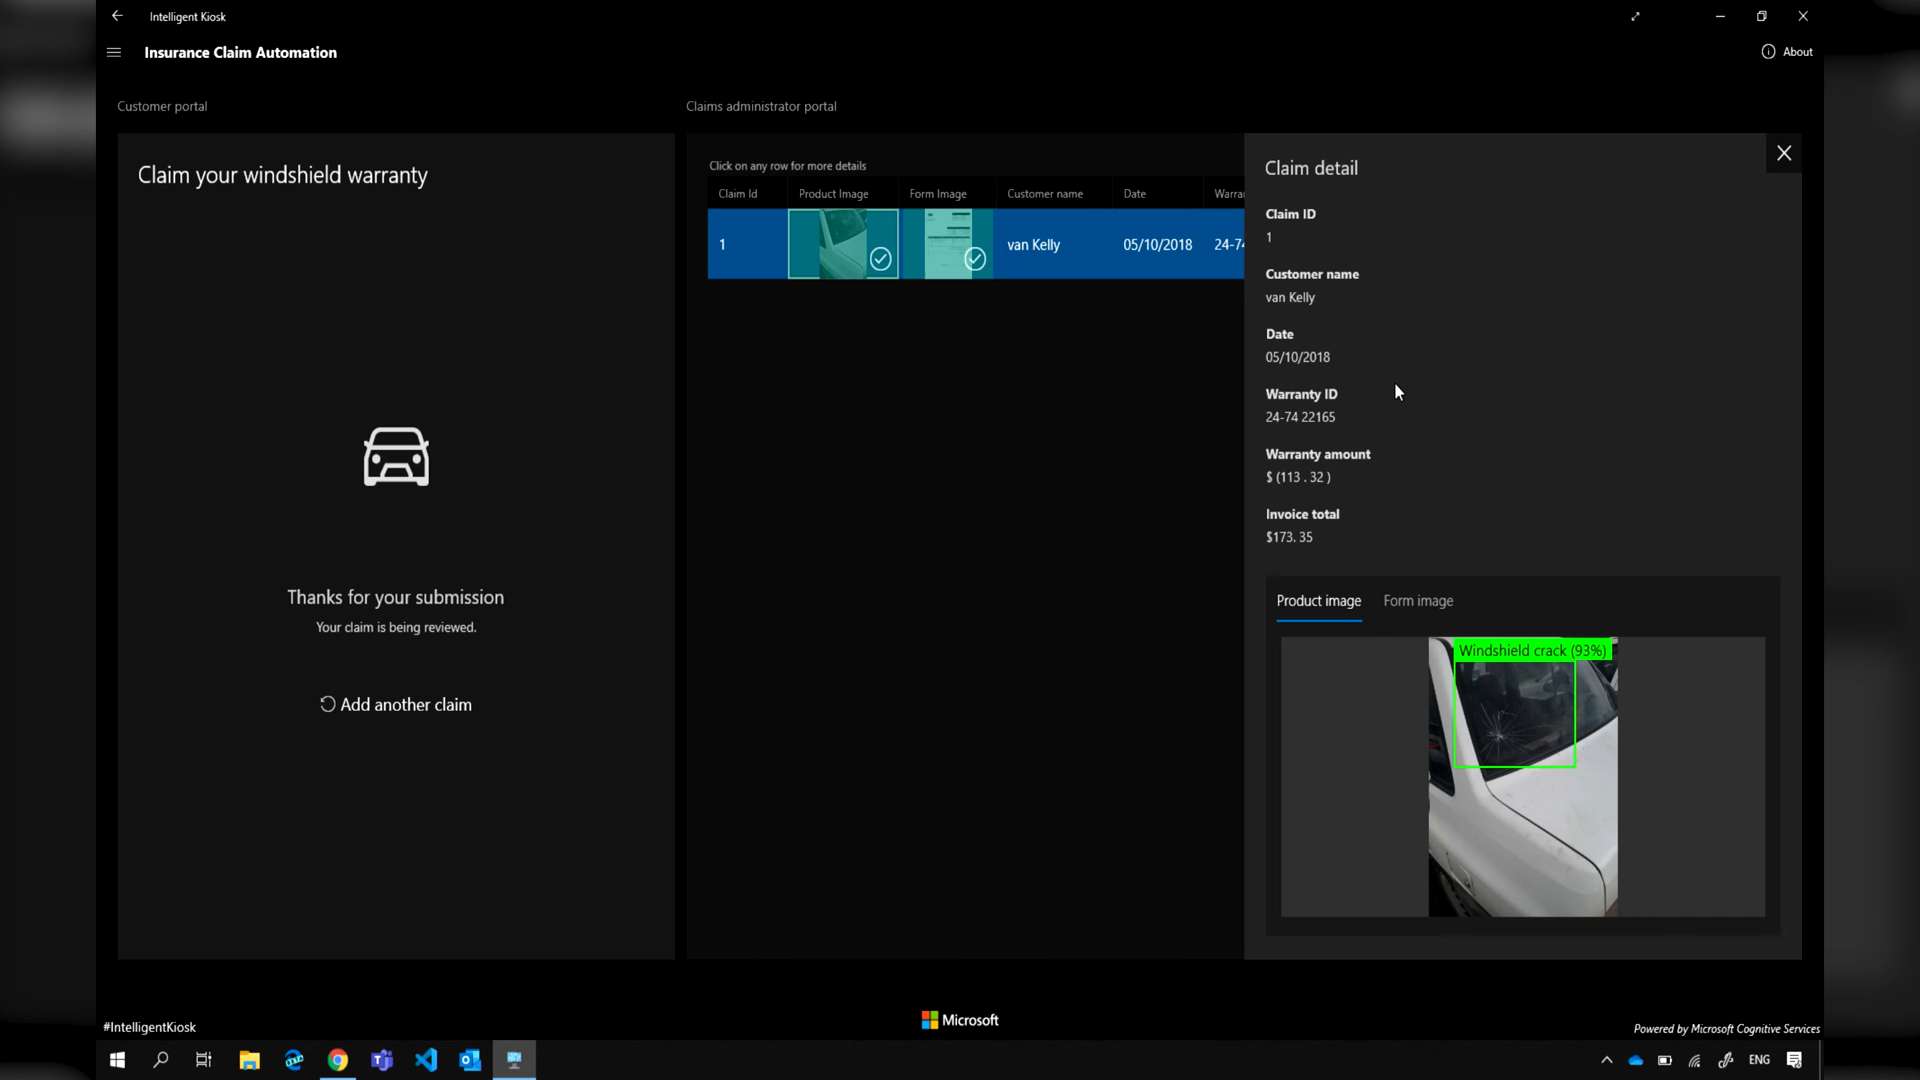 Intelligent Kiosk
Insurance Claim Automation
About
Customer portal
Claims administrator portal
Claim your windshield warranty
Thanks for your submission
Your claim is being reviewed.
Add another claim
Click on any row for more details
Claim Id Product Image Form Image Customer name Date Warra
1 van Kelly 05/10/2018 24-74
Claim detail
Claim ID
1
Customer name
van Kelly
Date
05/10/2018
Warranty ID
24-74 22165
Warranty amount
$ (113 . 32 )
Invoice total
$173. 35
Product image Form image
Windshield crack (93%)
#IntelligentKiosk
Microsoft
Powered by Microsoft Cognitive Services
ENG